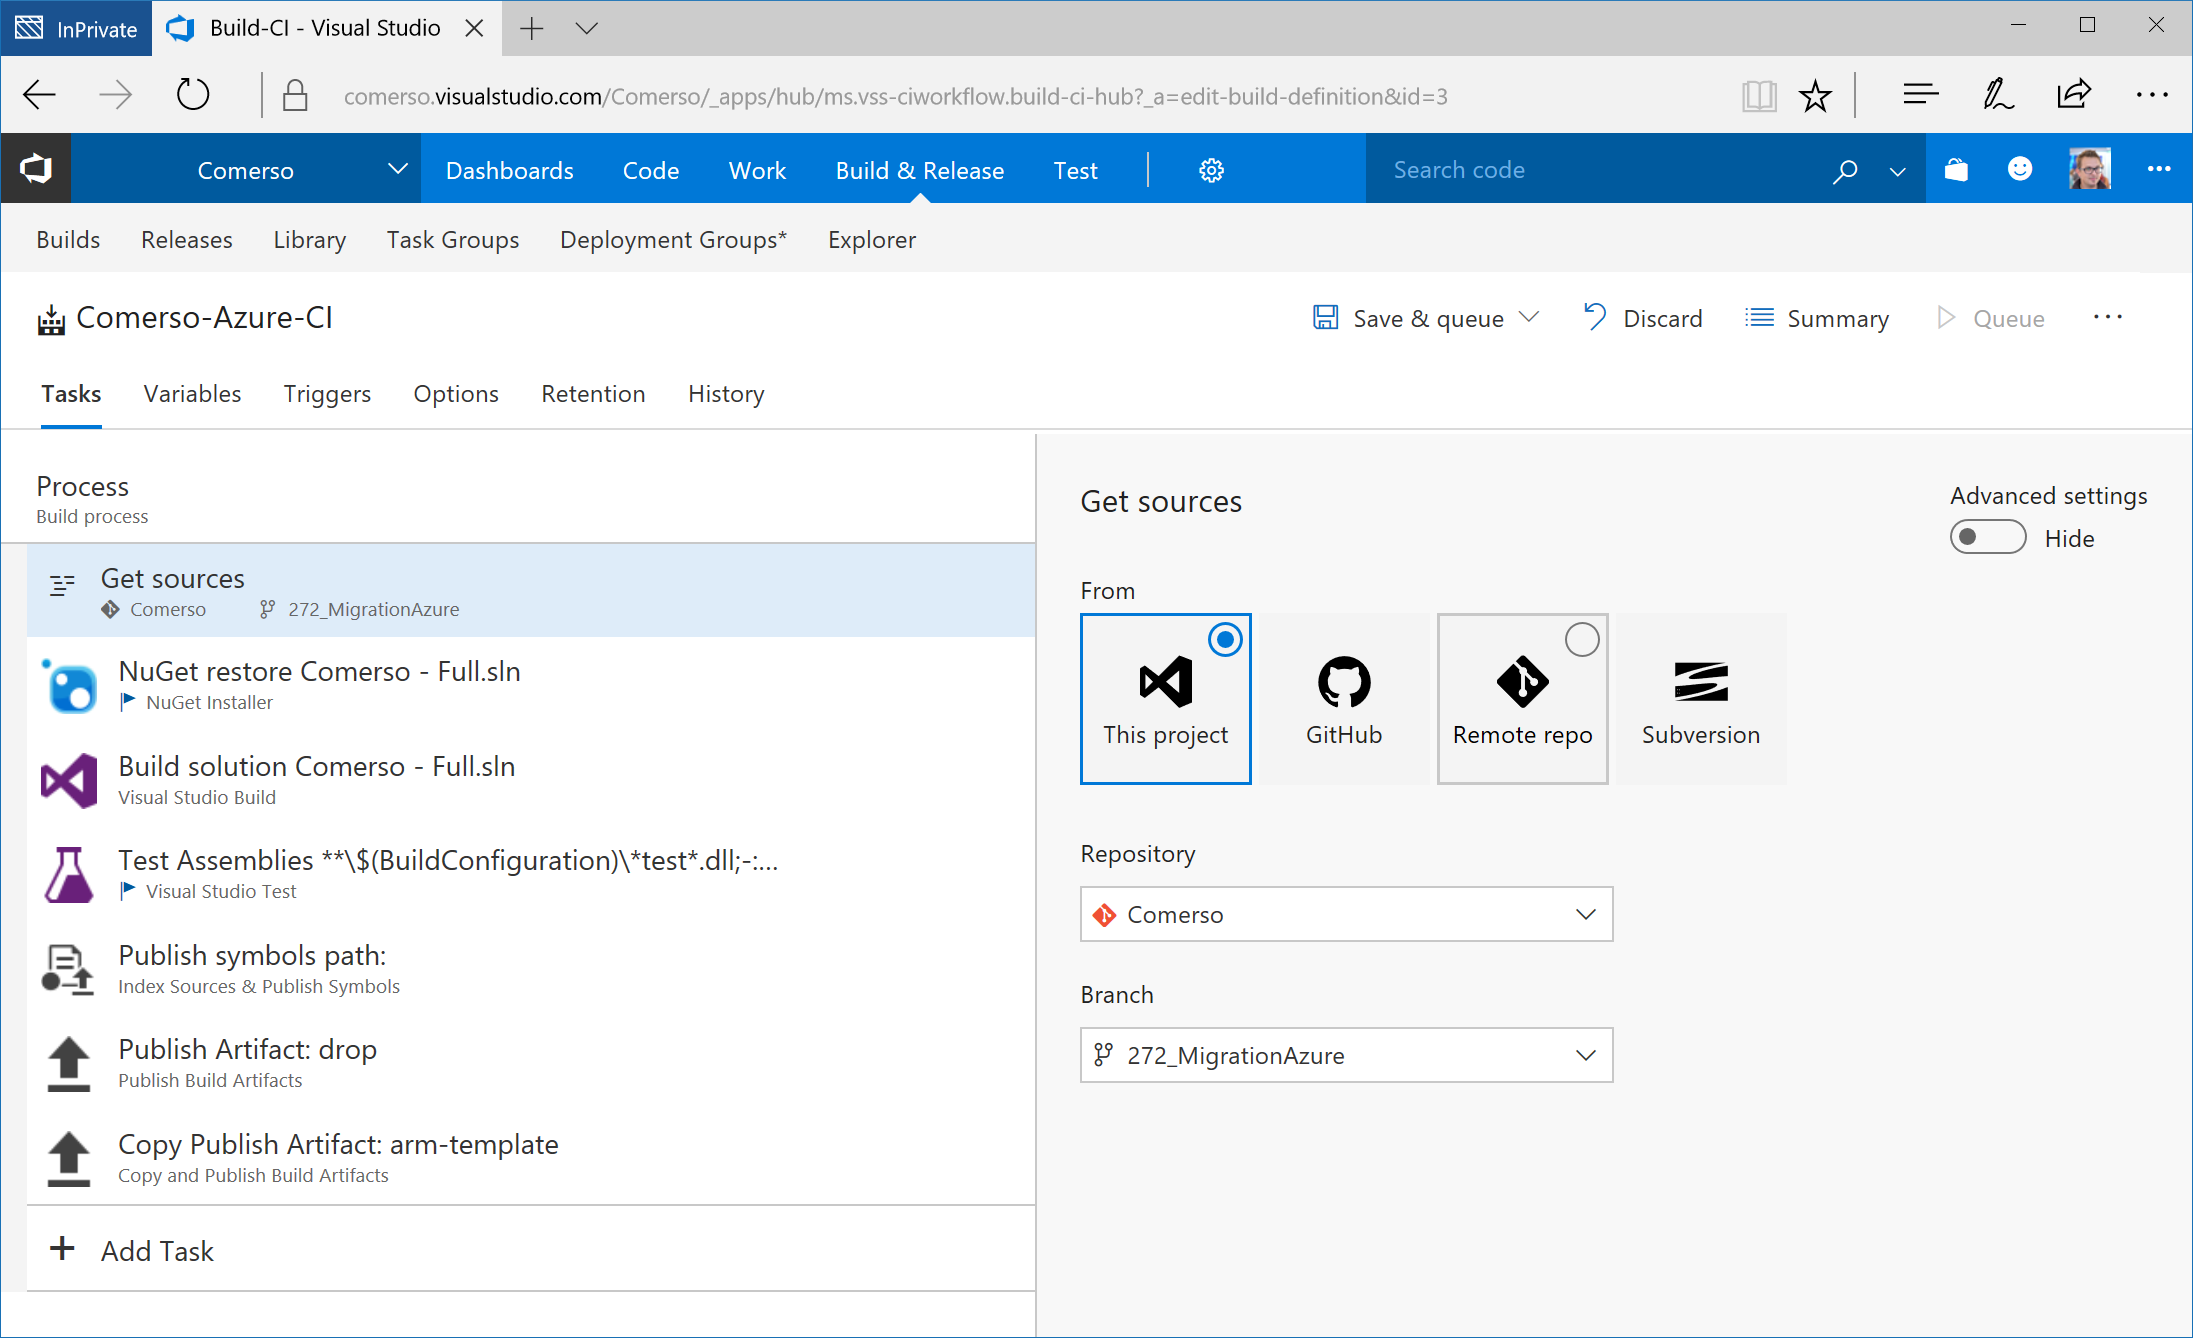 InPrivate
Build-CI - Visual Studio
comerso.visualstudio.com/Comerso/_apps/hub/ms.vss-ciworkflow.build-ci-hub?_a=edit-build-definition&id=3
Comerso
Dashboards
Code
Work
Build & Release
Test
Search code
Builds
Releases
Library
Task Groups
Deployment Groups*
Explorer
Comerso-Azure-CI
Save & queue
Discard
Summary
Queue
Tasks
Variables
Triggers
Options
Retention
History
Process
Build process
Get sources
Comerso
272_MigrationAzure
NuGet restore Comerso - Full.sln
NuGet Installer
Build solution Comerso - Full.sln
Visual Studio Build
Test Assemblies **\$(BuildConfiguration)\*test*.dll;-:...
Visual Studio Test
Publish symbols path:
Index Sources & Publish Symbols
Publish Artifact: drop
Publish Build Artifacts
Copy Publish Artifact: arm-template
Copy and Publish Build Artifacts
Add Task
Get sources
Advanced settings
Hide
From
This project
GitHub
Remote repo
Subversion
Repository
Comerso
Branch
272_MigrationAzure